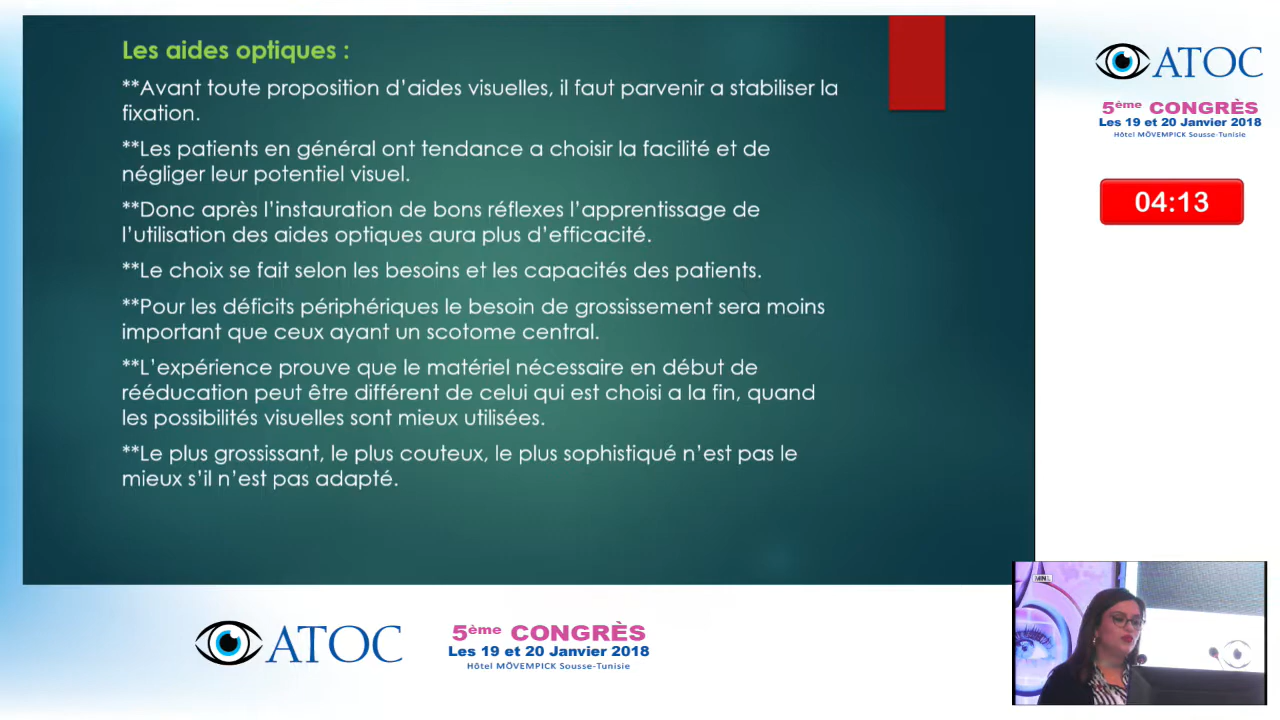 Les aides optiques :
**Avant toute proposition d’aides visuelles, il faut parvenir a stabiliser la
fixation.
**Les patients en général ont tendance a choisir la facilité et de
négliger leur potentiel visuel.
**Donc après l’instauration de bons réflexes l’apprentissage de
l’utilisation des aides optiques aura plus d’efficacité.
**Le choix se fait selon les besoins et les capacités des patients.
**Pour les déficits périphériques le besoin de grossissement sera moins
important que ceux ayant un scotome central.
**L’expérience prouve que le matériel nécessaire en début de
rééducation peut être différent de celui qui est choisi a la fin, quand
les possibilités visuelles sont mieux utilisées.
**Le plus grossissant, le plus couteux, le plus sophistiqué n’est pas le
mieux s’il n’est pas adapté.
ATOC
5ème CONGRÈS
Les 19 et 20 Janvier 2018
Hôtel MÖVEMPICK Sousse-Tunisie
04:13
ATOC
5ème CONGRÈS
Les 19 et 20 Janvier 2018
Hôtel MÖVEMPICK Sousse-Tunisie